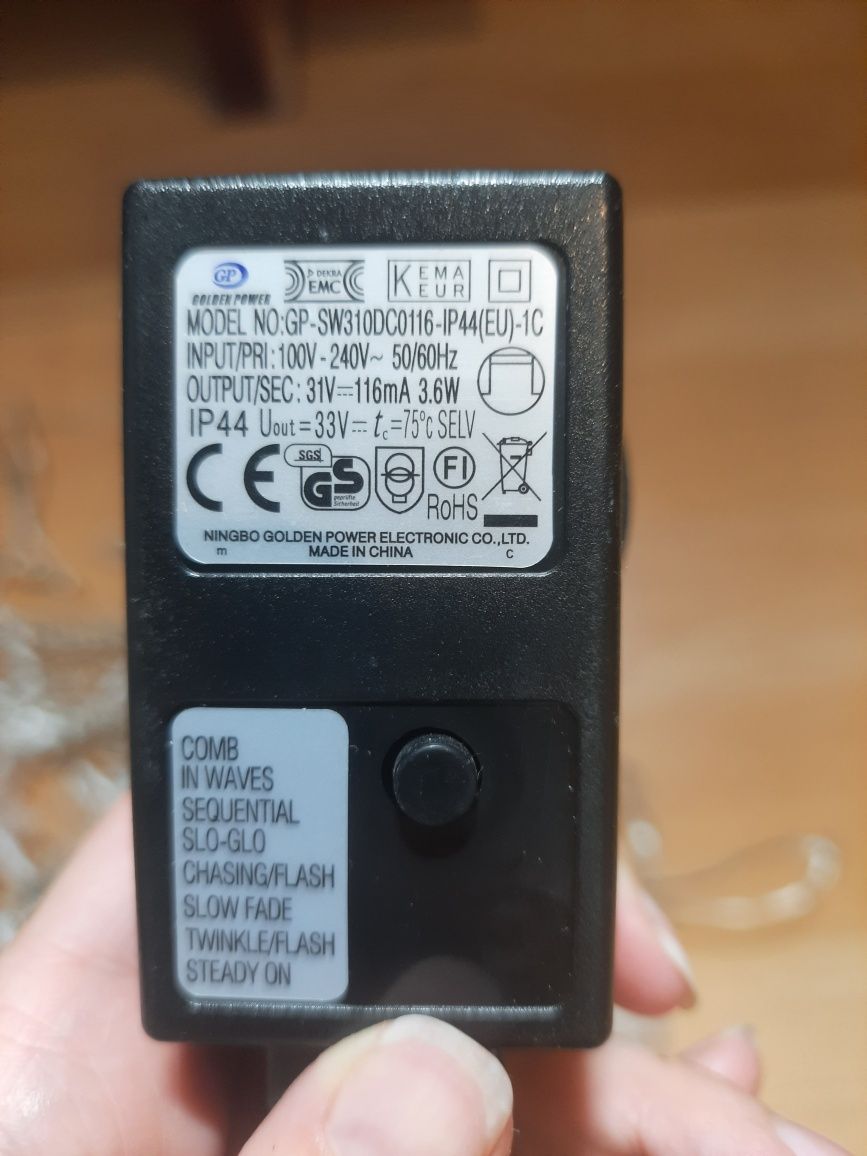 GP
GOLDEN POWER
DEKRA
EMC
KEMA
EUR
MODEL NO:GP-SW310DC0116-IP44(EU)-1C
INPUT/PRI:100V-240V~ 50/60Hz
OUTPUT/SEC: 31V⎓116mA 3.6W
IP44 Uout=33V⎓ tc=75°c SELV
CE
SGS
GS
geprüfte
Sicherheit
FI
RoHS
NINGBO GOLDEN POWER ELECTRONIC CO.,LTD.
m MADE IN CHINA c
COMB
IN WAVES
SEQUENTIAL
SLO-GLO
CHASING/FLASH
SLOW FADE
TWINKLE/FLASH
STEADY ON